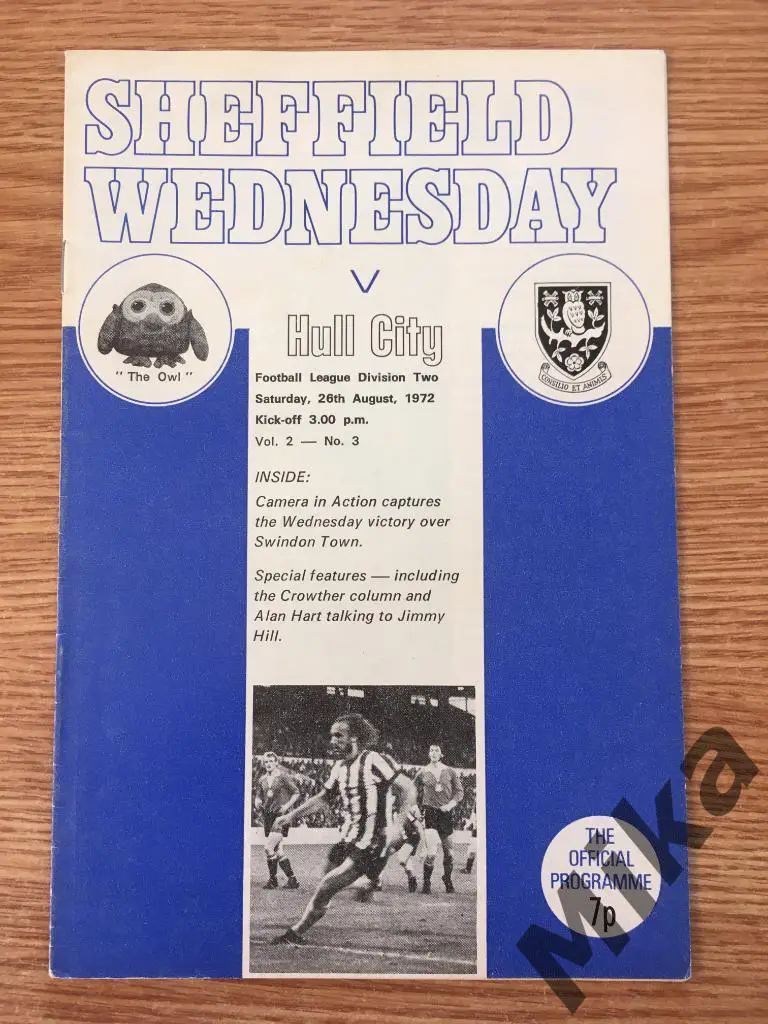 SHEFFIELD
WEDNESDAY
V
Hull City
" The Owl "
CONSILIO ET ANIMIS
Football League Division Two
Saturday, 26th August, 1972
Kick-off 3.00 p.m.
Vol. 2 — No. 3
INSIDE:
Camera in Action captures
the Wednesday victory over
Swindon Town.
Special features — including
the Crowther column and
Alan Hart talking to Jimmy
Hill.
THE
OFFICIAL
PROGRAMME
7p
Mika